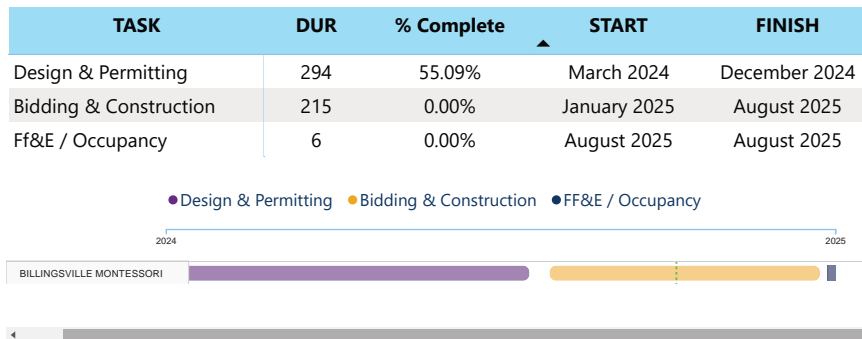 TASK DUR % Complete START FINISH
Design & Permitting 294 55.09% March 2024 December 2024
Bidding & Construction 215 0.00% January 2025 August 2025
Ff&E / Occupancy 6 0.00% August 2025 August 2025
Design & Permitting Bidding & Construction FF&E / Occupancy
2024 2025
BILLINGSVILLE MONTESSORI